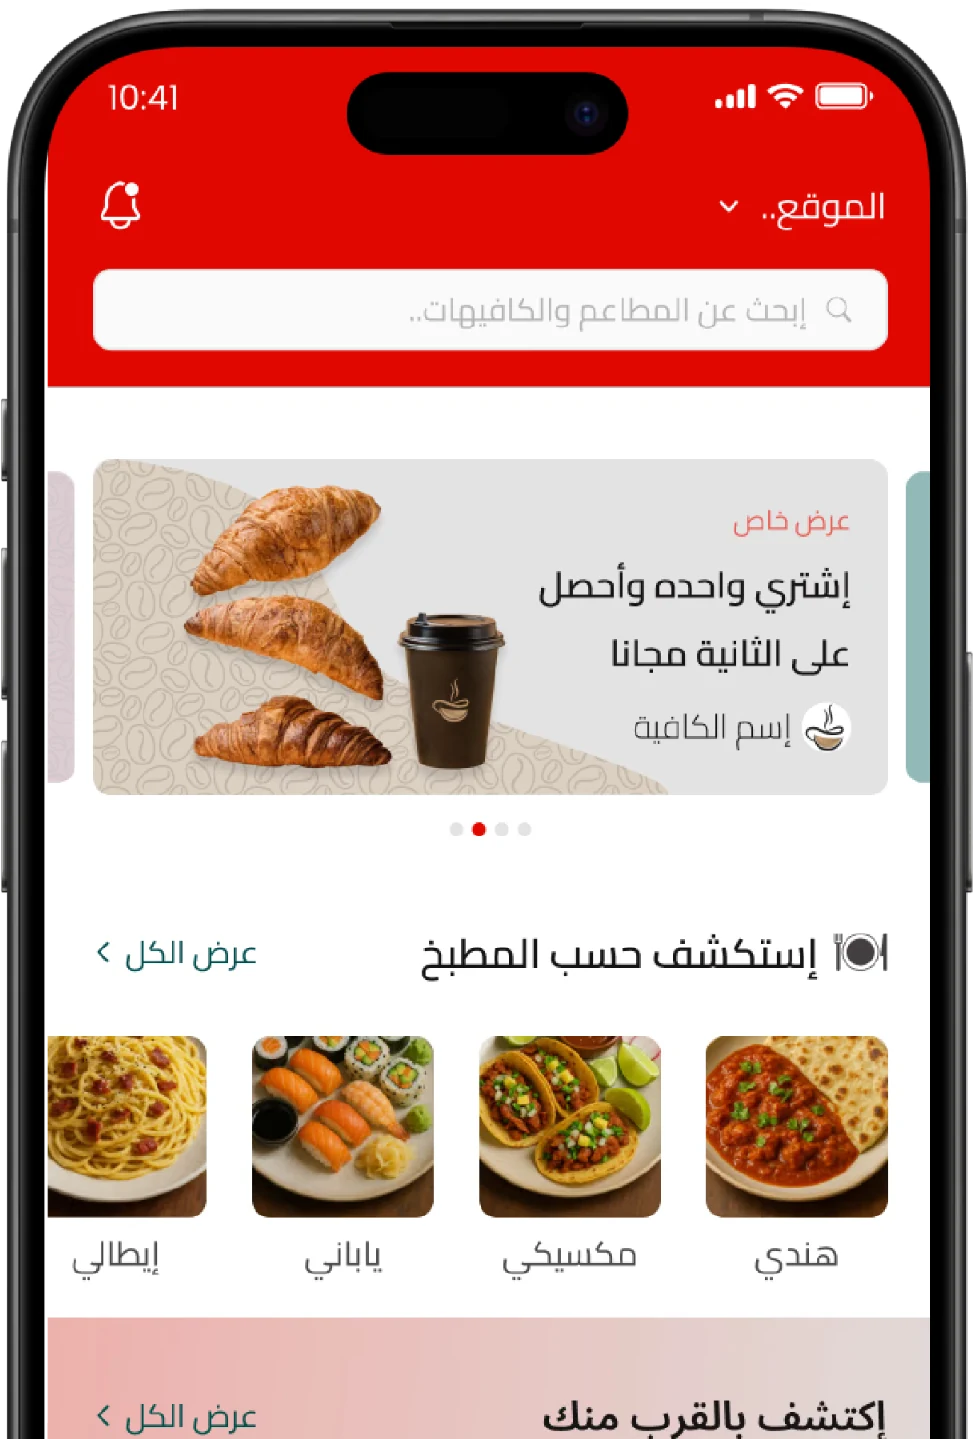 10:41
الموقع..
إبحث عن المطاعم والكافيهات..
عرض خاص
إشتري واحده وأحصل
على الثانية مجانا
إسم الكافية
إستكشف حسب المطبخ
عرض الكل
هندي
مكسيكي
ياباني
إيطالي
إكتشف بالقرب منك
عرض الكل